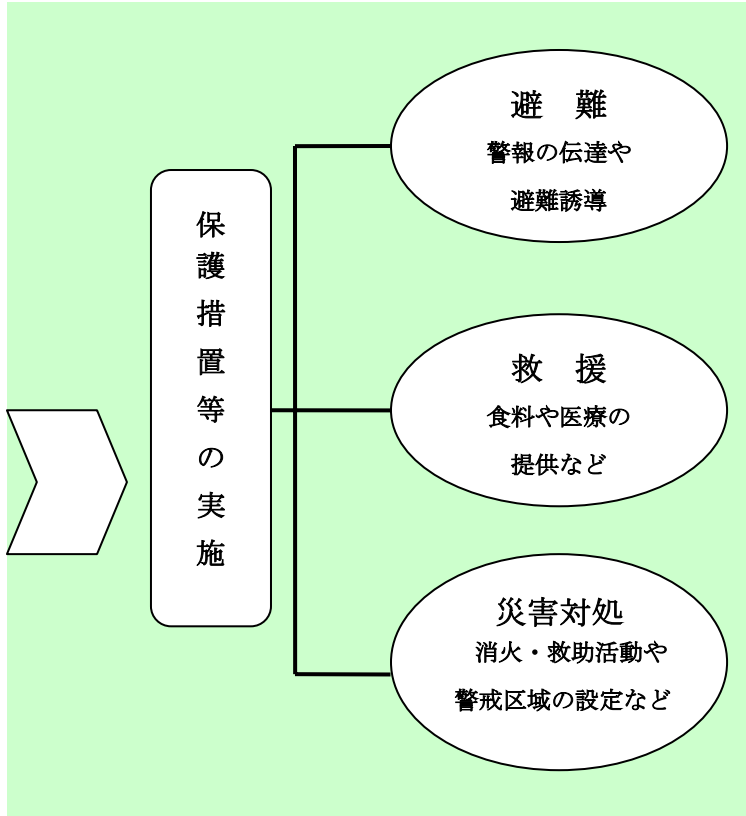 保護措置等の実施
避　難
警報の伝達や
避難誘導
救　援
食料や医療の
提供など
災害対処
消火・救助活動や
警戒区域の設定など